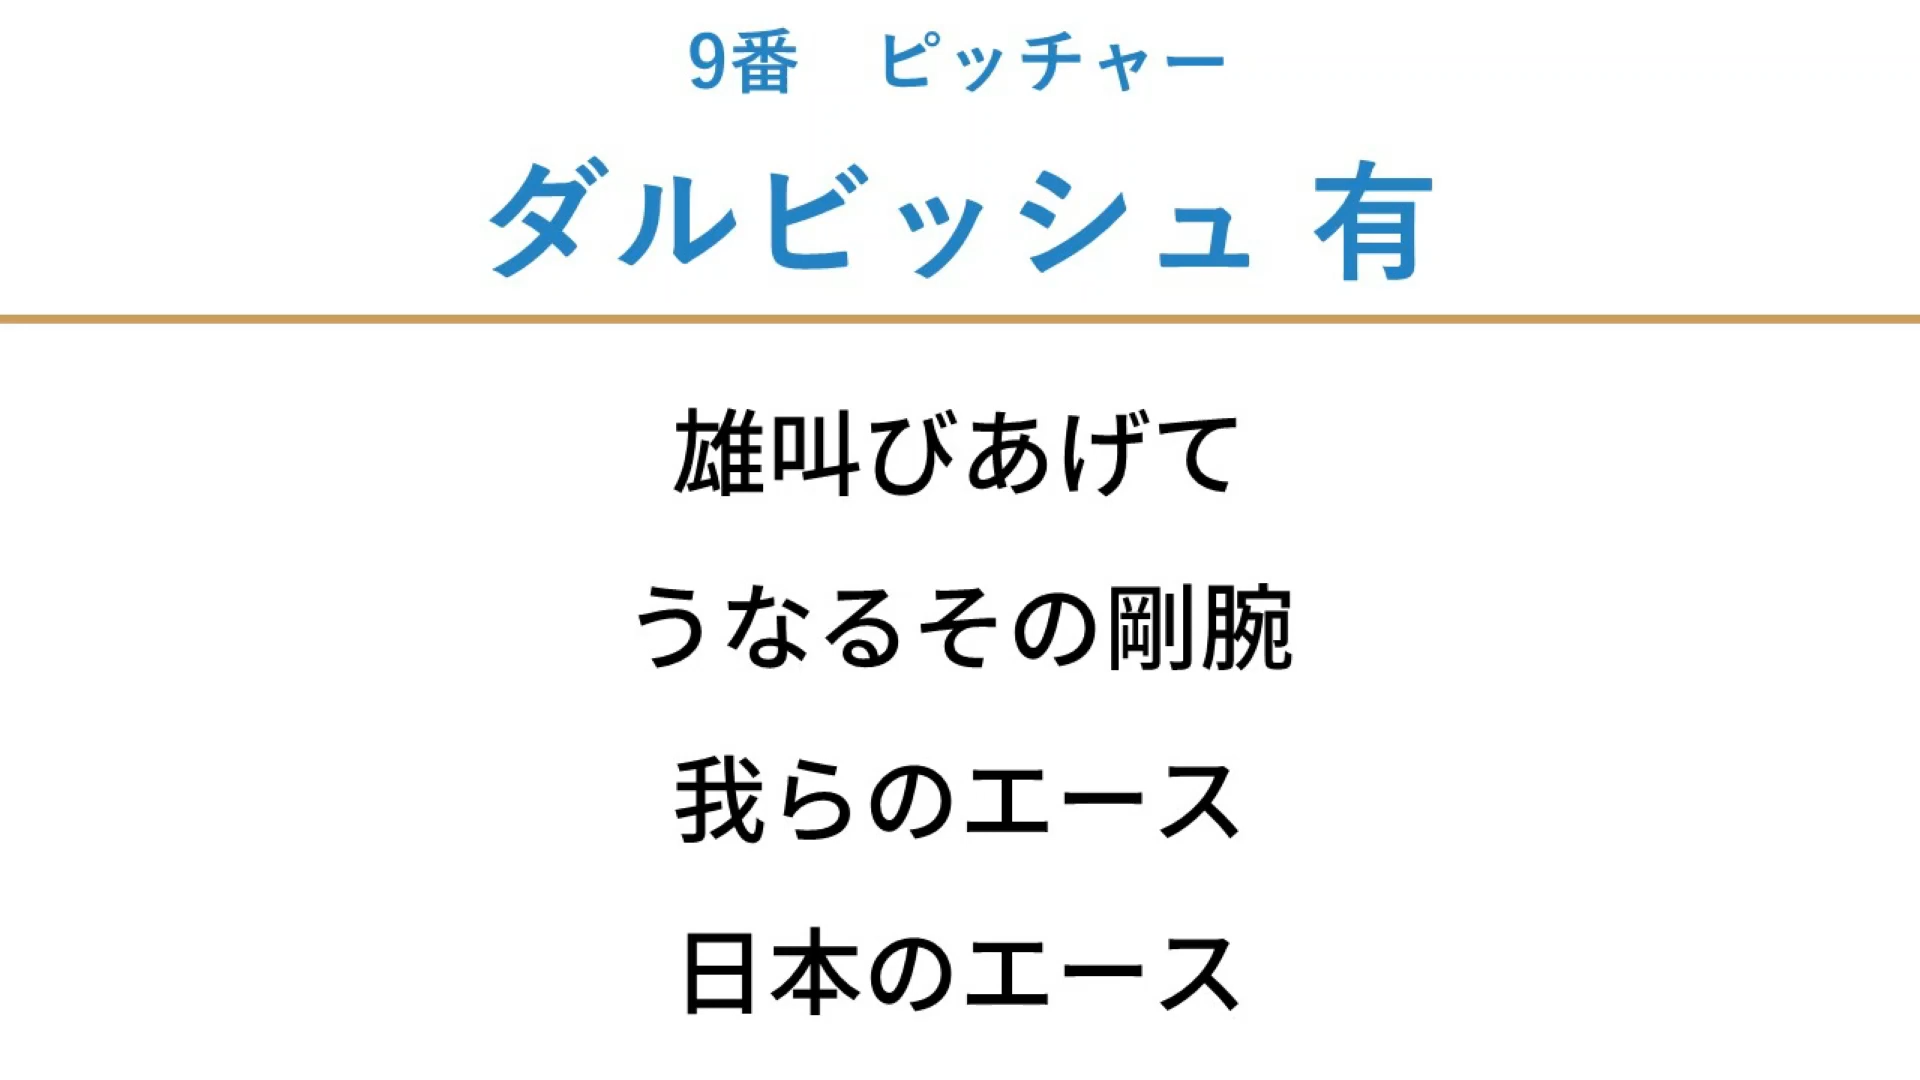 9番　ピッチャー
ダルビッシュ 有
雄叫びあげて
うなるその剛腕
我らのエース
日本のエース